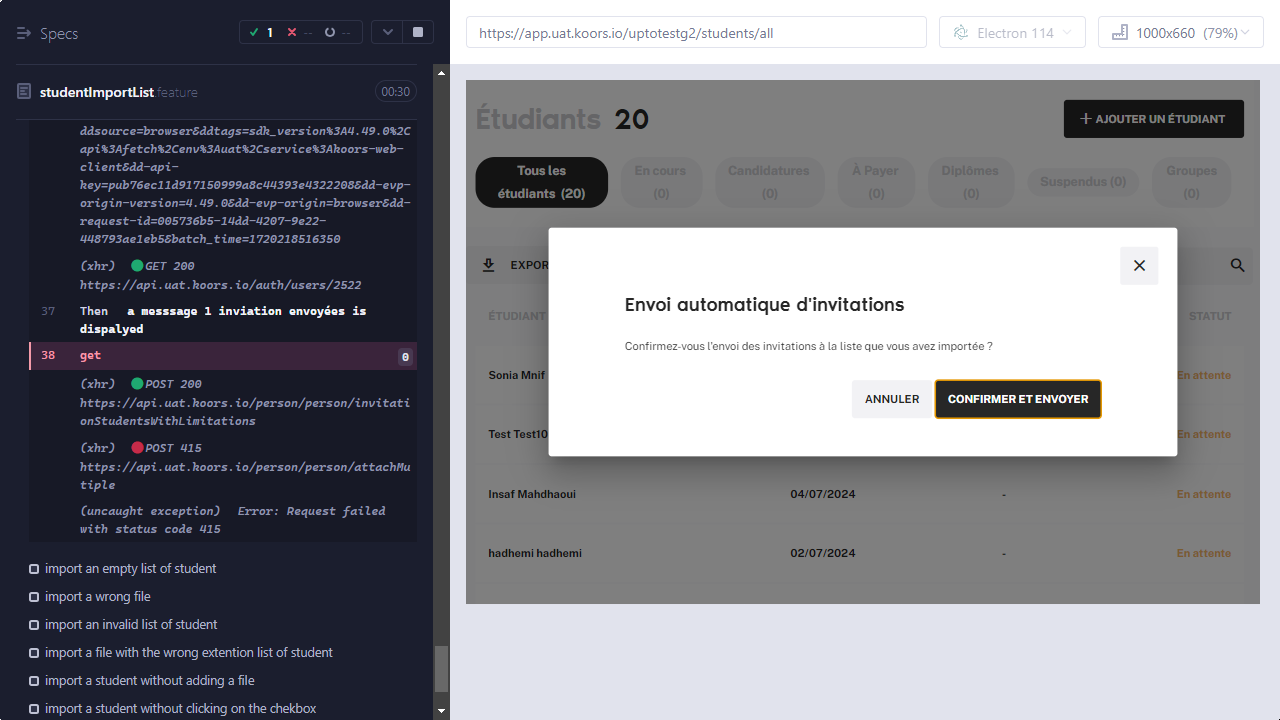 Specs
1 -- --
studentImportList.feature
00:30
ddsource=browser&ddtags=sdk_version%3A4.49.0%2C
api%3Afetch%2Cenv%3Auat%2Cservice%3Akoors-web-
client&dd-api-
key=pub76ec11d917150999a8c44393e4322208&dd-evp-
origin-version=4.49.0&dd-evp-origin=browser&dd-
request-id=005736b5-14dd-4207-9e22-
448793ae1eb5&batch_time=1720218516350
(xhr) GET 200
https://api.uat.koors.io/auth/users/2522
37 Then a messsage 1 inviation envoyées is
dispalyed
38 get 0
(xhr) POST 200
https://api.uat.koors.io/person/person/invitati
onStudentsWithLimitations
(xhr) POST 415
https://api.uat.koors.io/person/person/attachMu
tiple
(uncaught exception) Error: Request failed
with status code 415
import an empty list of student
import a wrong file
import an invalid list of student
import a file with the wrong extention list of student
import a student without adding a file
import a student without clicking on the chekbox
https://app.uat.koors.io/uptotestg2/students/all
Electron 114
1000x660 (79%)
Étudiants 20
AJOUTER UN ÉTUDIANT
Tous les
étudiants (20)
En cours
(0)
Candidatures
(0)
À Payer
(0)
Diplômes
(0)
Suspendus (0)
Groupes
(0)
EXPOR
ÉTUDIANT
STATUT
Envoi automatique d'invitations
Confirmez-vous l'envoi des invitations à la liste que vous avez importée ?
ANNULER
CONFIRMER ET ENVOYER
Sonia Mnif
En attente
Test Test10
En attente
Insaf Mahdhaoui 04/07/2024 - En attente
hadhemi hadhemi 02/07/2024 - En attente